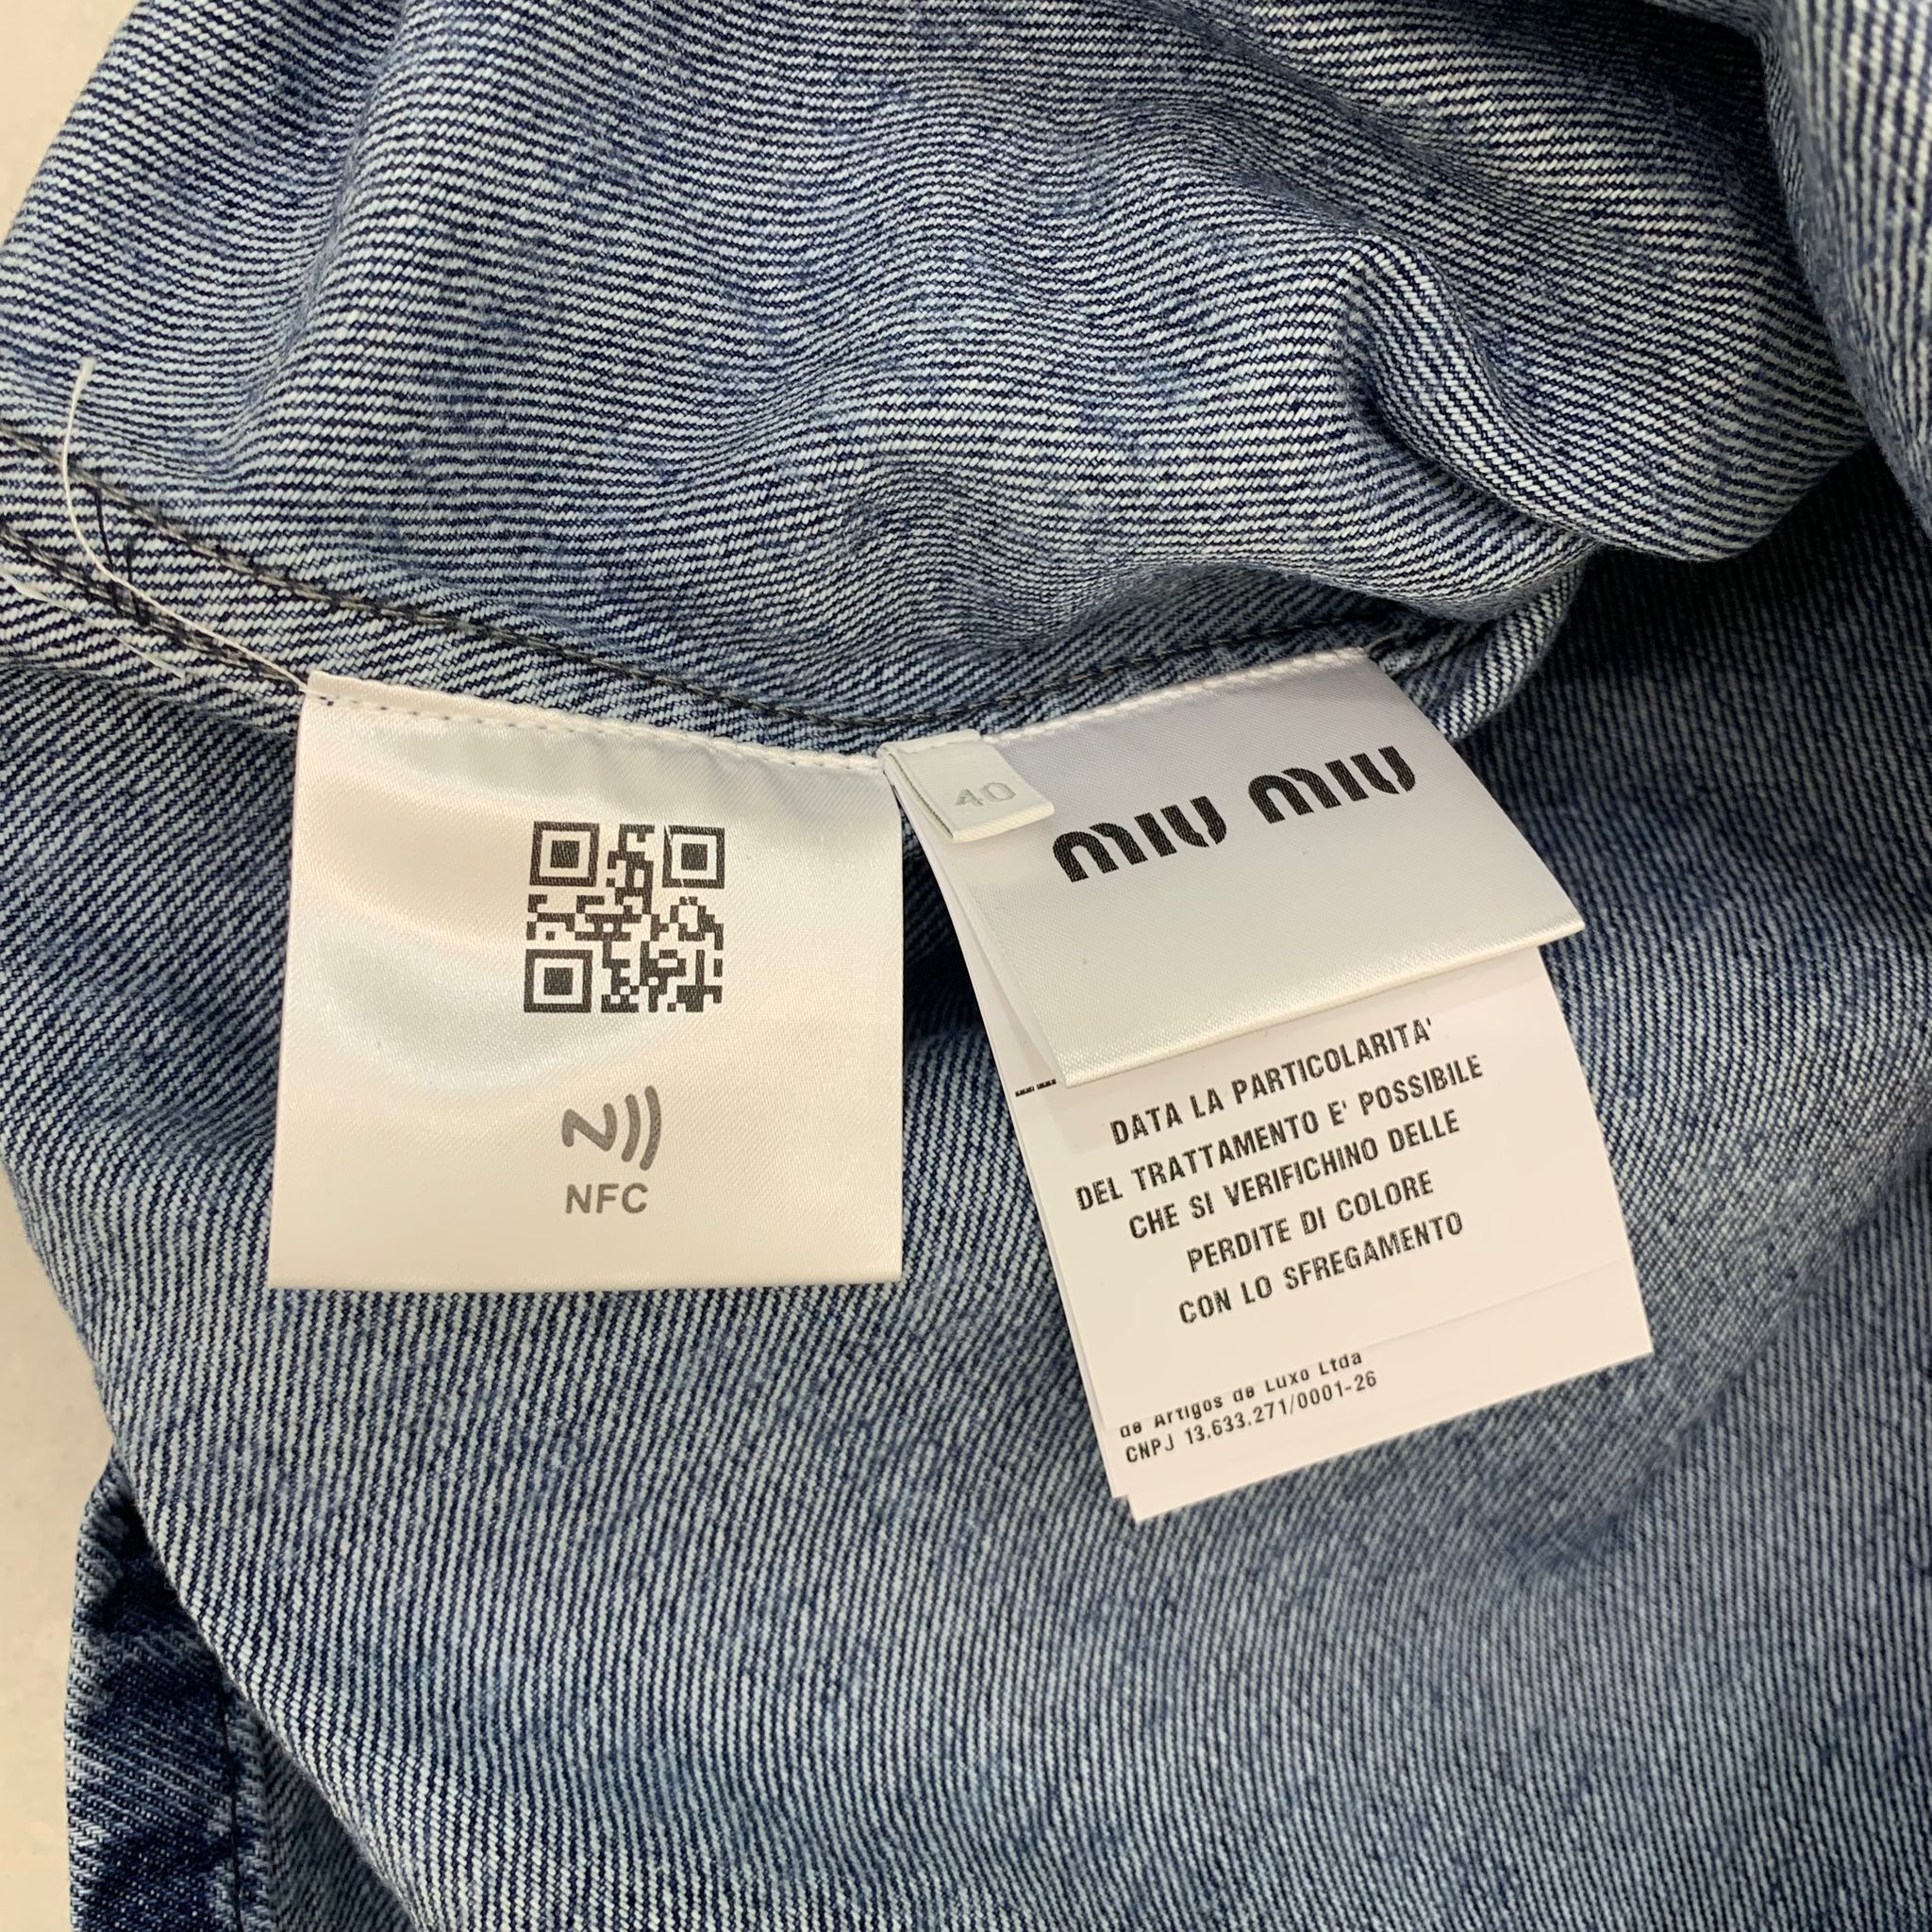 NFC
40
MIU MIU
DATA LA PARTICOLARITA'
DEL TRATTAMENTO E' POSSIBILE
CHE SI VERIFICHINO DELLE
PERDITE DI COLORE
CON LO SFREGAMENTO
de Artigos de Luxo Ltda
CNPJ 13.633.271/0001-26